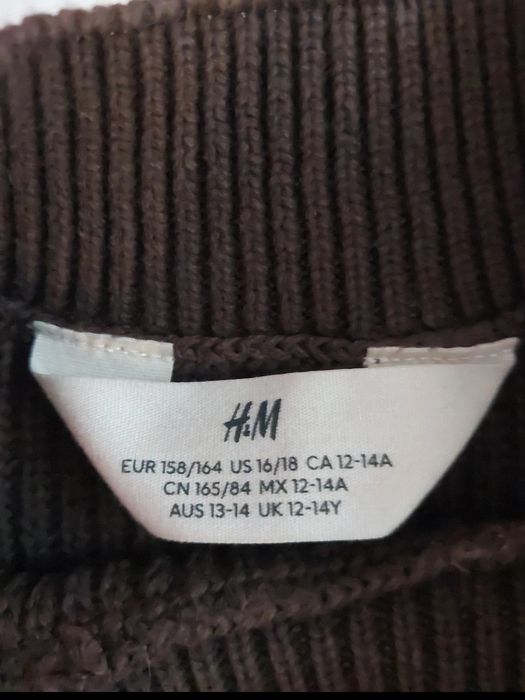 H&M
EUR 158/164 US 16/18 CA 12-14A
CN 165/84 MX 12-14A
AUS 13-14 UK 12-14Y